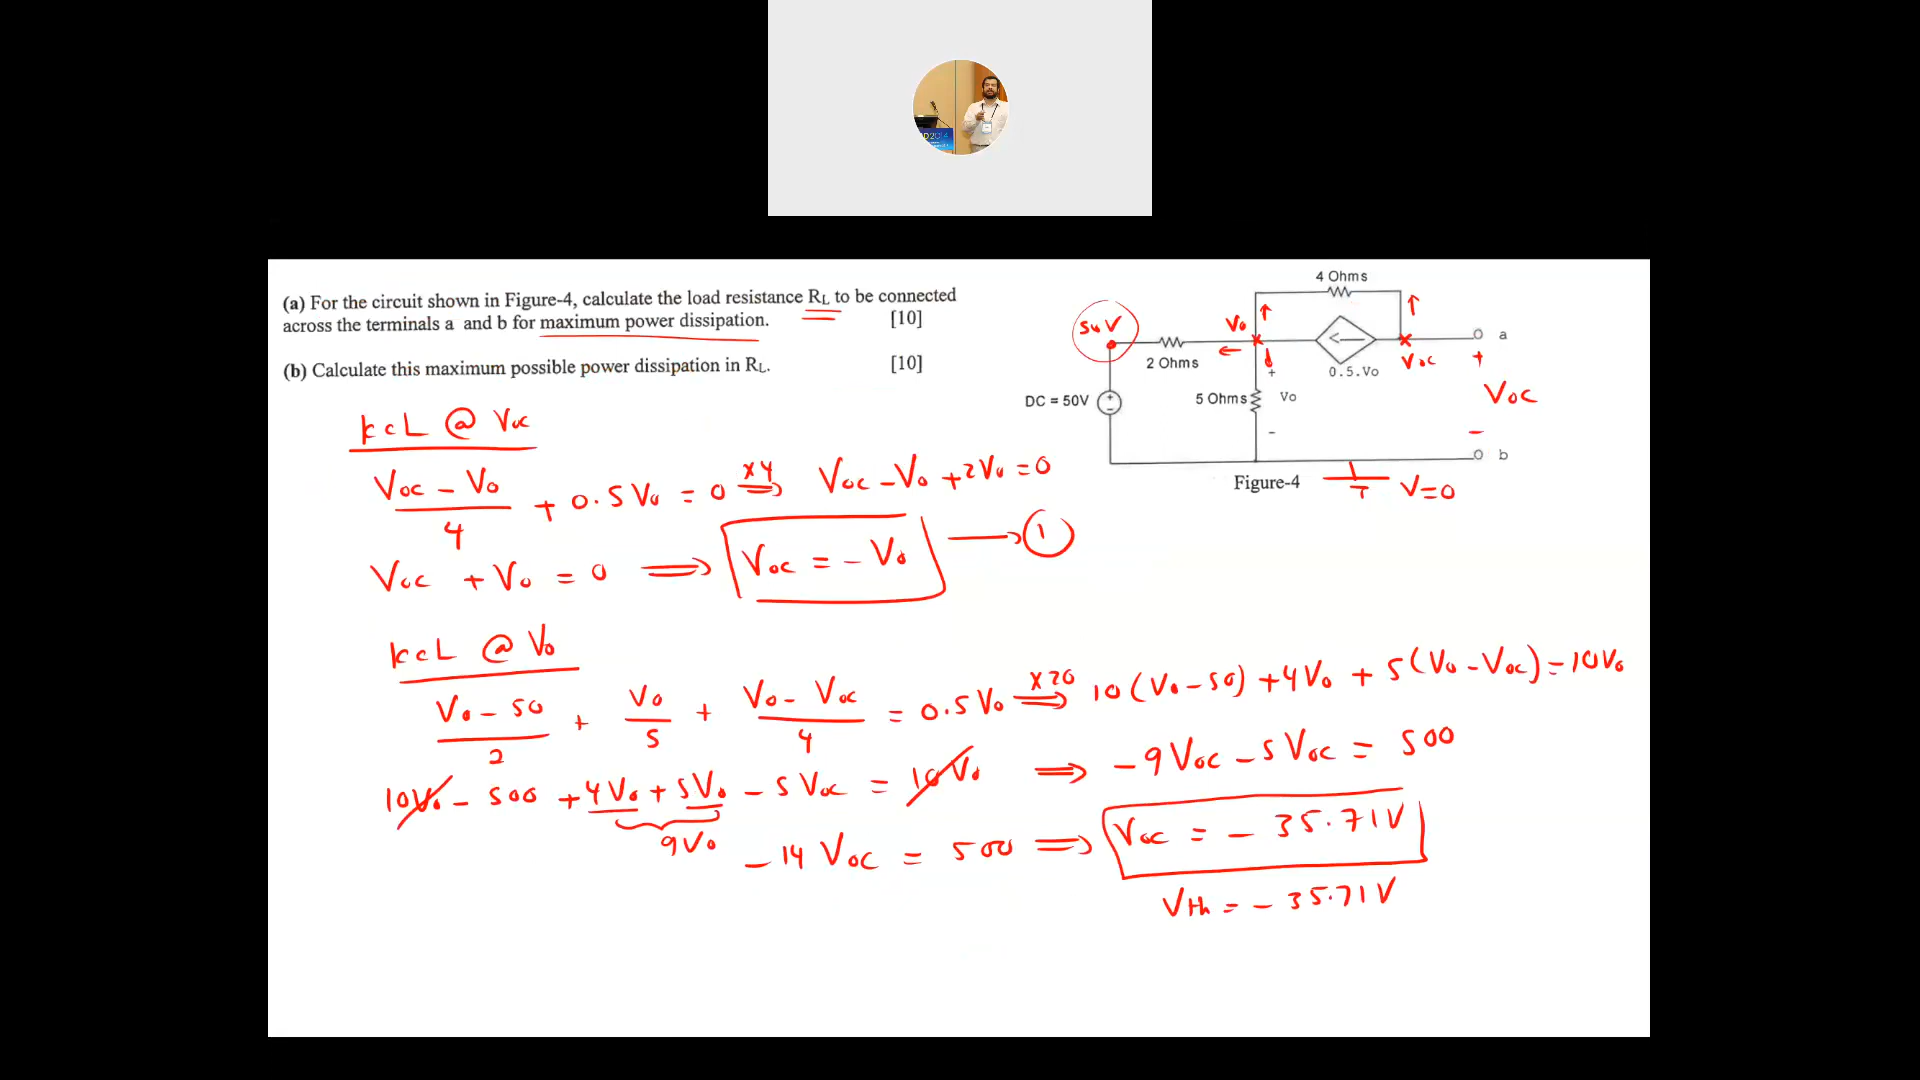 D2014
(a) For the circuit shown in Figure-4, calculate the load resistance RL to be connected
across the terminals a and b for maximum power dissipation. [10]
(b) Calculate this maximum possible power dissipation in RL. [10]
4 Ohms
50V
Vo
2 Ohms
0.5.Vo
Voc
a
+
DC = 50V
+
-
5 Ohms
+
Vo
-
Voc
-
b
Figure-4
V=0
KCL @ Voc
Voc - Vo / 4 + 0.5Vo = 0 ×4 ⟹ Voc - Vo + 2Vo = 0
Voc + Vo = 0 ⟹ Voc = - Vo → 1
KCL @ Vo
Vo - 50 / 2 + Vo / 5 + Vo - Voc / 4 = 0.5Vo ×20 ⟹ 10(Vo-50) + 4Vo + 5(Vo-Voc) = 10Vo
10Vo - 500 + 4Vo + 5Vo - 5Voc = 10Vo ⟹ -9Voc - 5Voc = 500
9Vo
-14 Voc = 500 ⟹ Voc = - 35.71V
Vth = - 35.71V